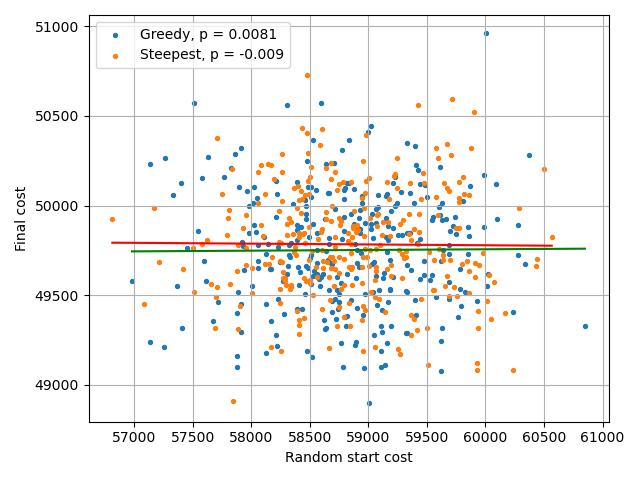 Greedy, p = 0.0081
Steepest, p = -0.009
51000
50500
50000
49500
49000
Final cost
57000 57500 58000 58500 59000 59500 60000 60500 61000
Random start cost